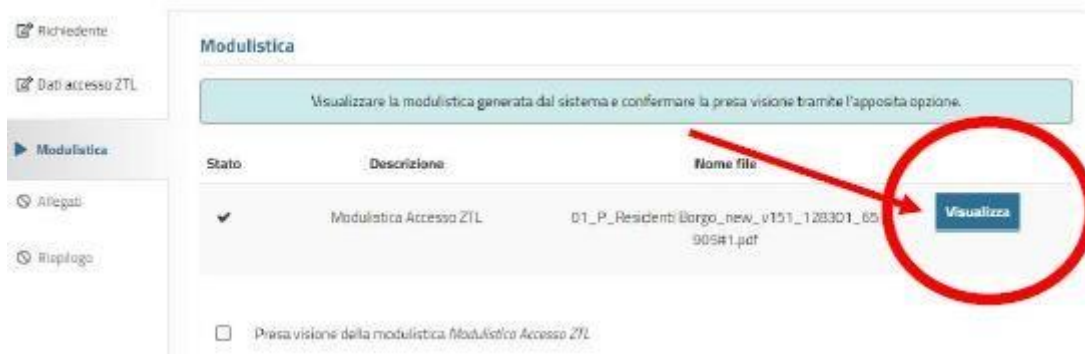 Richiedente
Dati accesso ZTL
Modulistica
Allegati
Riepilogo
Modulistica
Visualizzare la modulistica generata dal sistema e confermare la presa visione tramite l'apposita opzione.
Stato Descrizione Nome file
Modulistica Accesso ZTL 01_P_Residenti Borgo_new_v151_128301_65 Visualizza
905#1.pdf
Presa visione della modulistica Modulistica Accesso ZTL